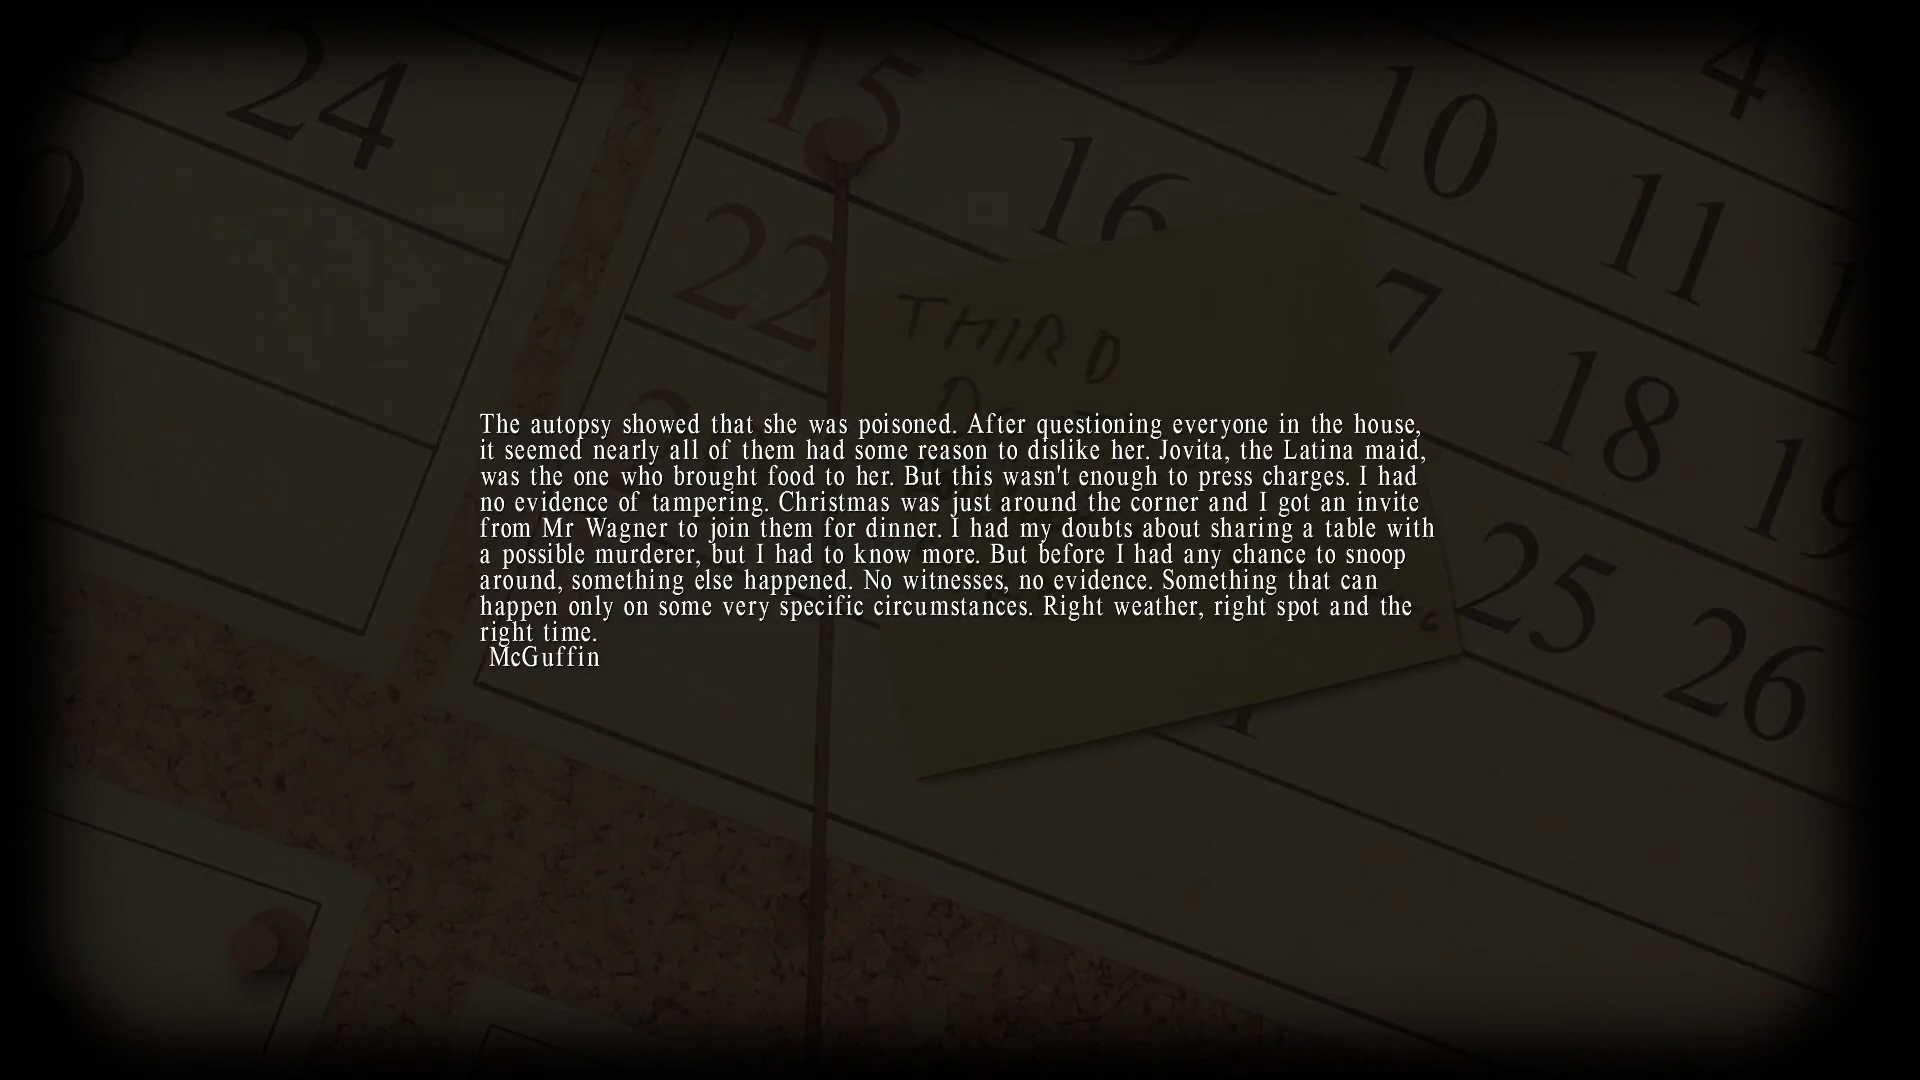 24
15
16
10
4
11
22
7
18
19
25
26
THIRD
The autopsy showed that she was poisoned. After questioning everyone in the house,
it seemed nearly all of them had some reason to dislike her. Jovita, the Latina maid,
was the one who brought food to her. But this wasn't enough to press charges. I had
no evidence of tampering. Christmas was just around the corner and I got an invite
from Mr Wagner to join them for dinner. I had my doubts about sharing a table with
a possible murderer, but I had to know more. But before I had any chance to snoop
around, something else happened. No witnesses, no evidence. Something that can
happen only on some very specific circumstances. Right weather, right spot and the
right time.
McGuffin